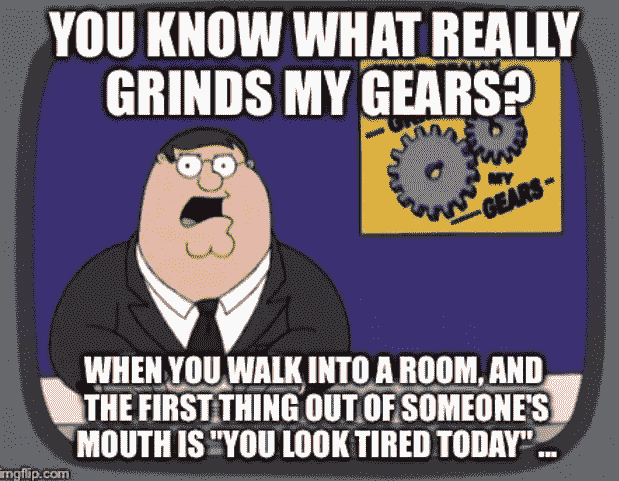 YOU KNOW WHAT REALLY
GRINDS MY GEARS?
MY
GEARS
WHEN YOU WALK INTO A ROOM, AND
THE FIRST THING OUT OF SOMEONE'S
MOUTH IS "YOU LOOK TIRED TODAY" ...
imgflip.com